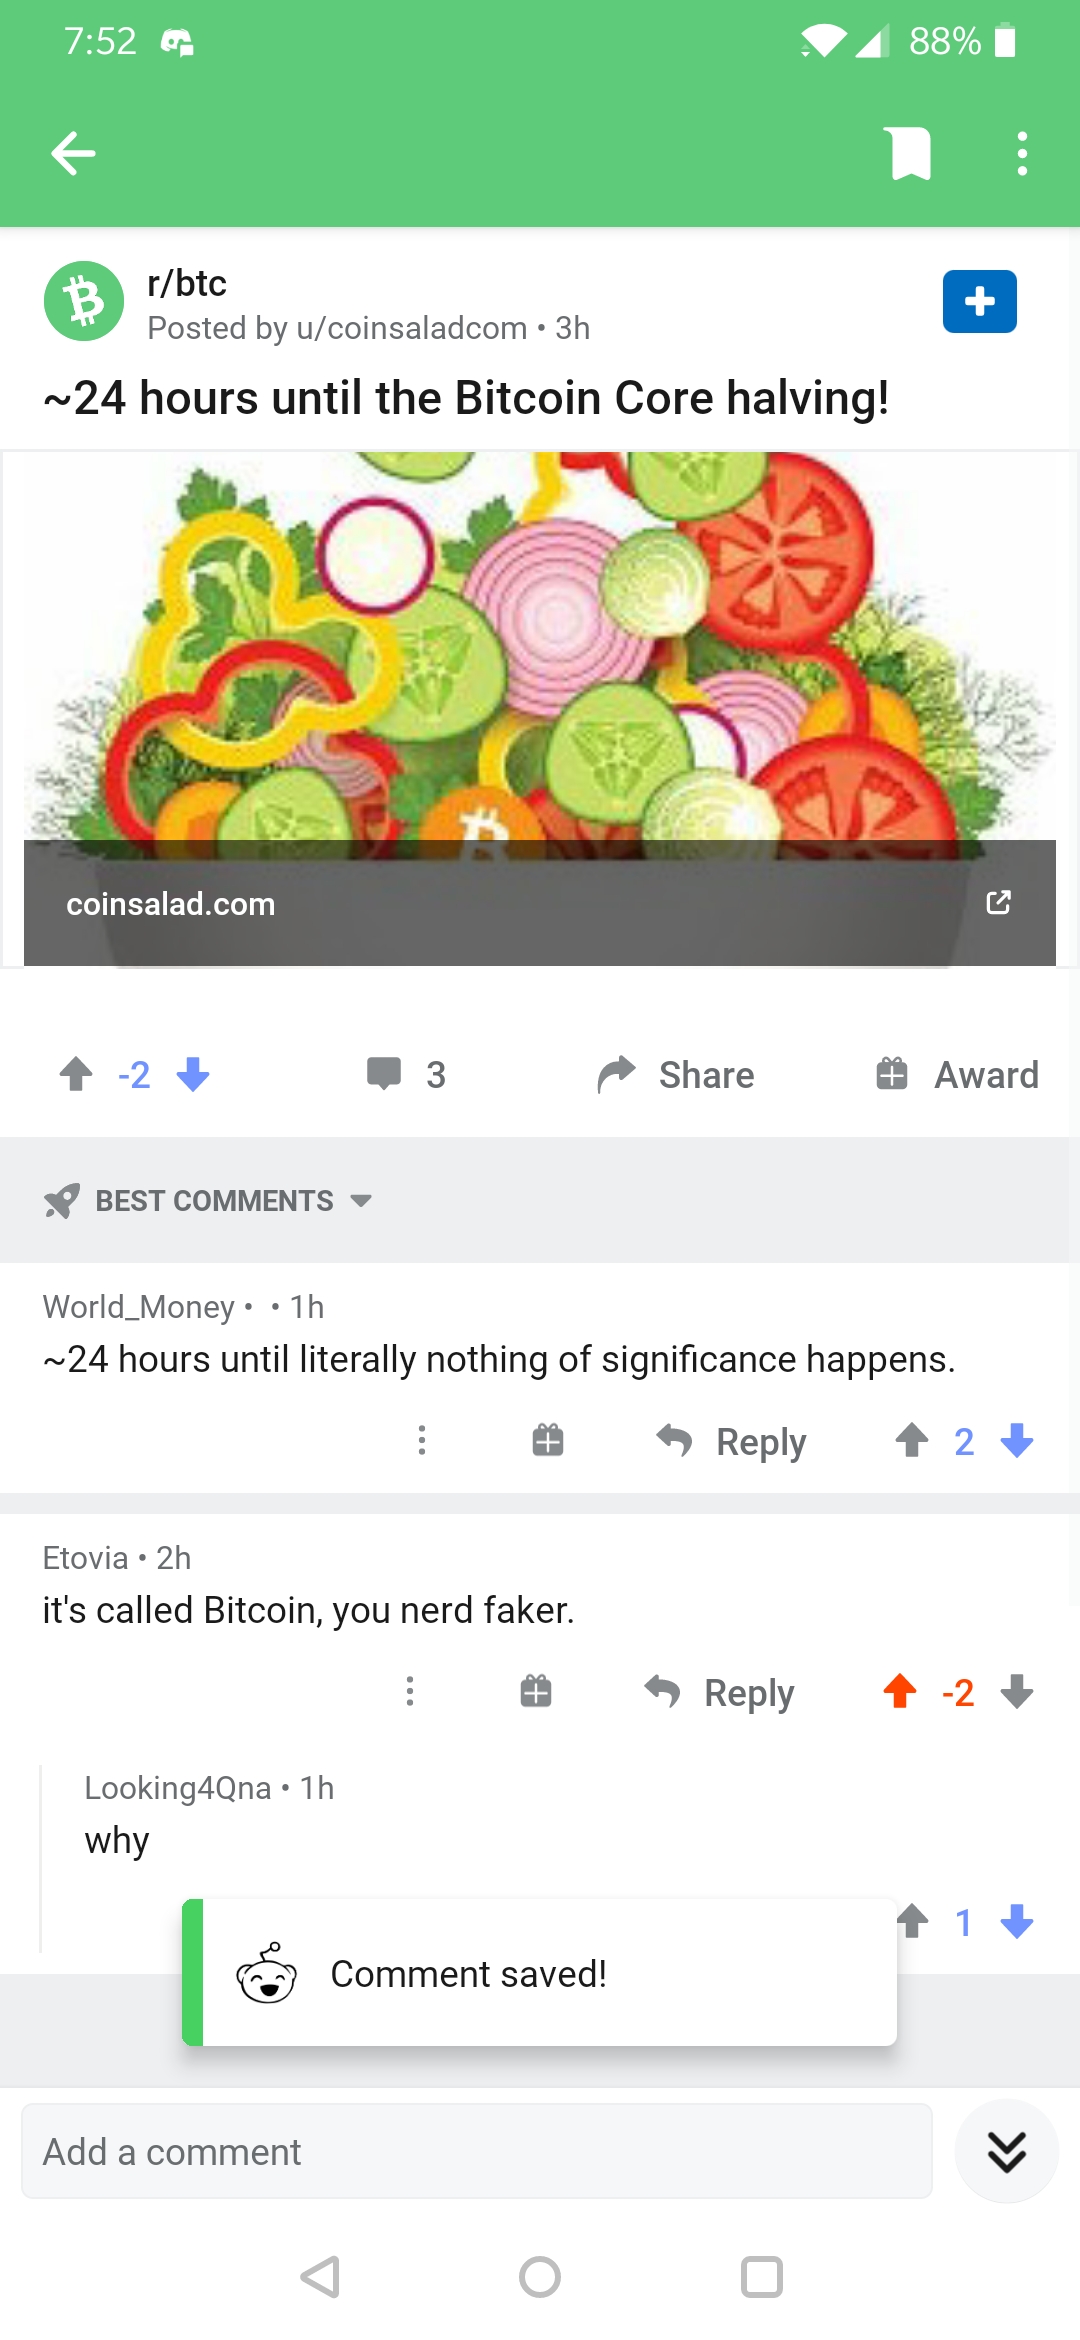 7:52
88%
r/btc
Posted by u/coinsaladcom • 3h
~24 hours until the Bitcoin Core halving!
coinsalad.com
-2
3
Share
Award
BEST COMMENTS
World_Money • • 1h
~24 hours until literally nothing of significance happens.
Reply
2
Etovia • 2h
it's called Bitcoin, you nerd faker.
Reply
-2
Looking4Qna • 1h
why
1
Comment saved!
Add a comment